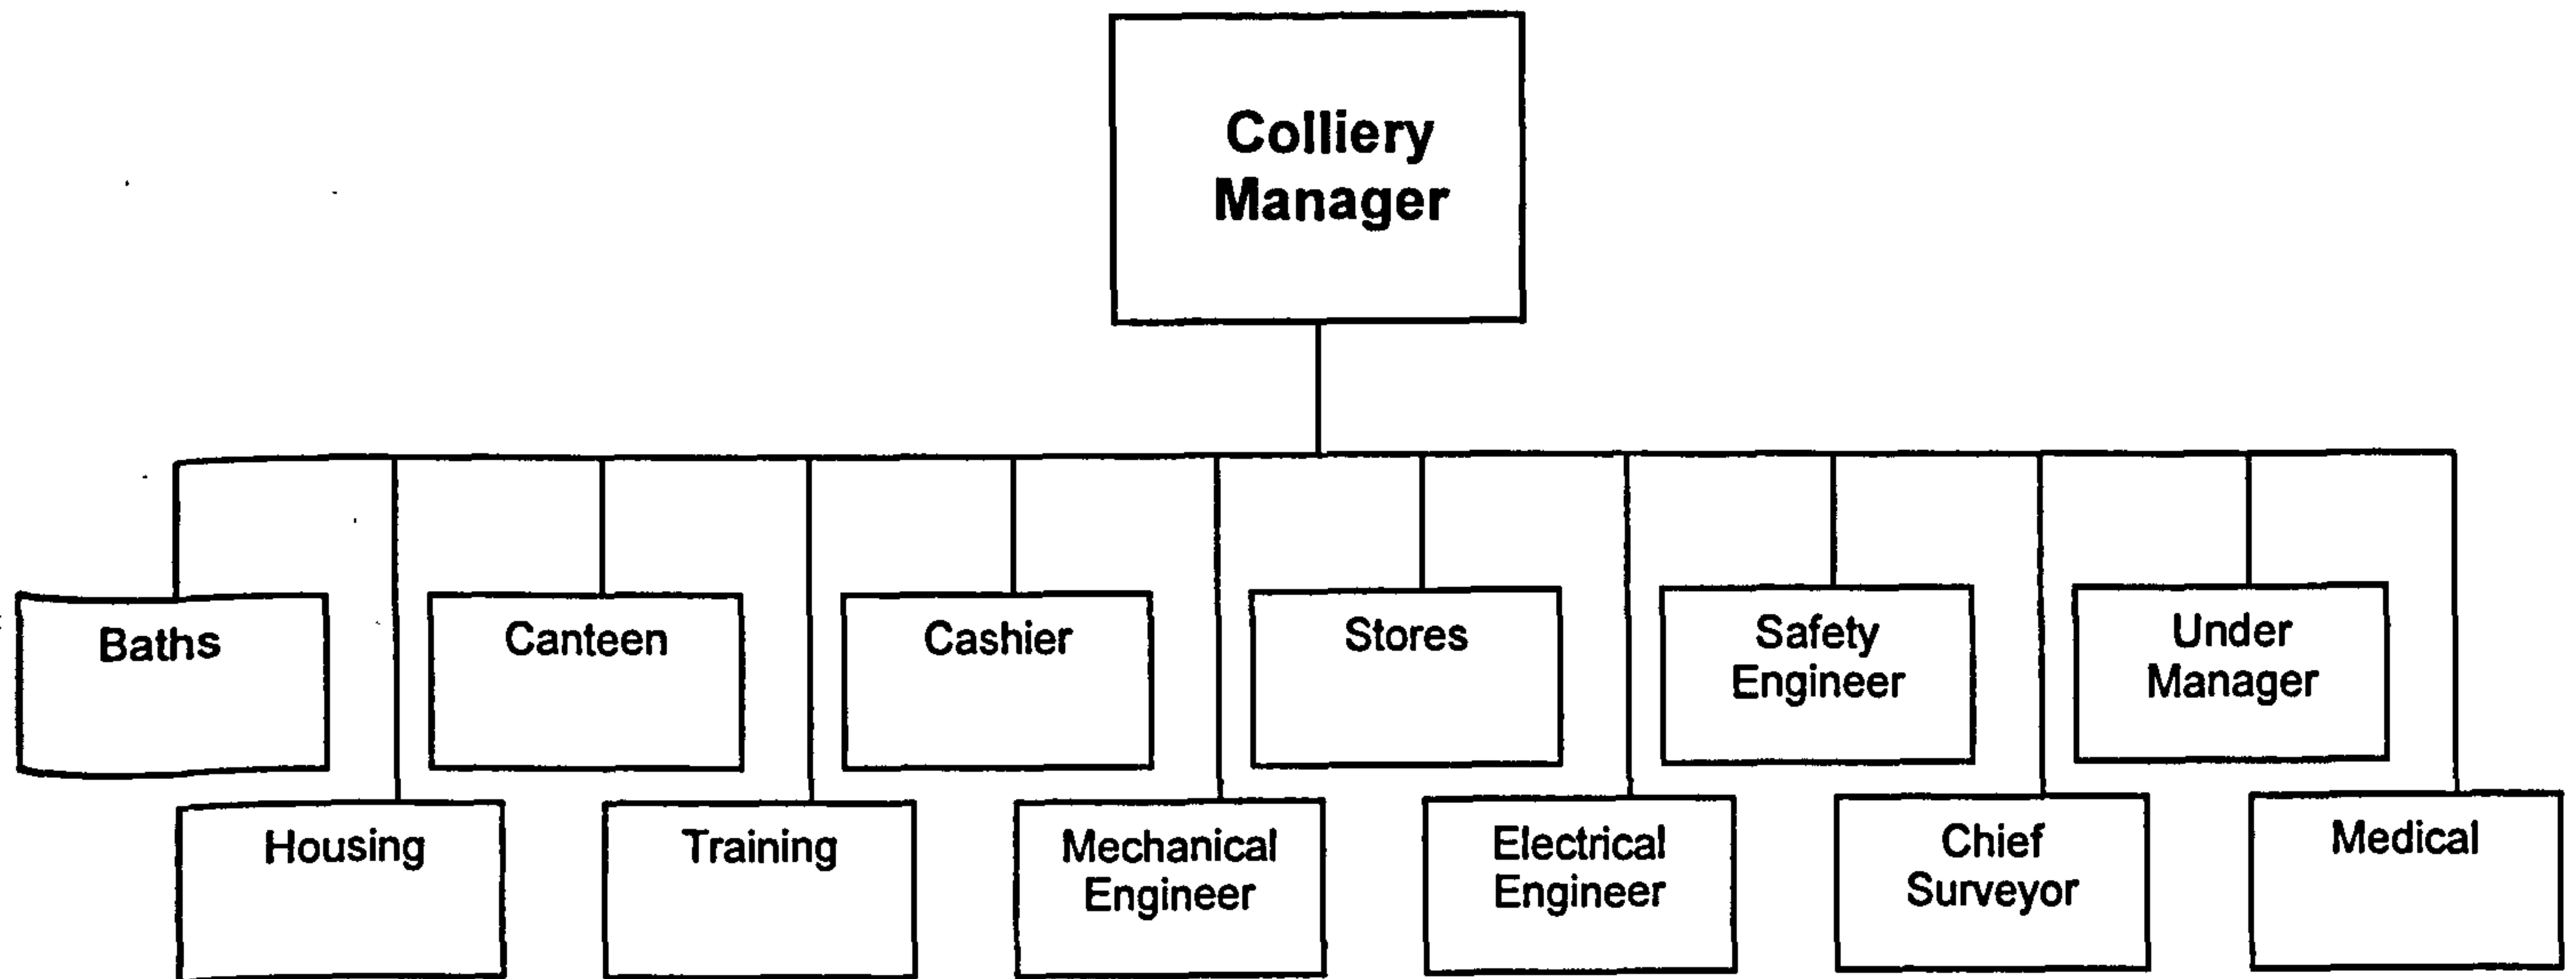 Colliery
Manager
Baths
Canteen
Cashier
Stores
Safety
Engineer
Under
Manager
Housing
Training
Mechanical
Engineer
Electrical
Engineer
Chief
Surveyor
Medical